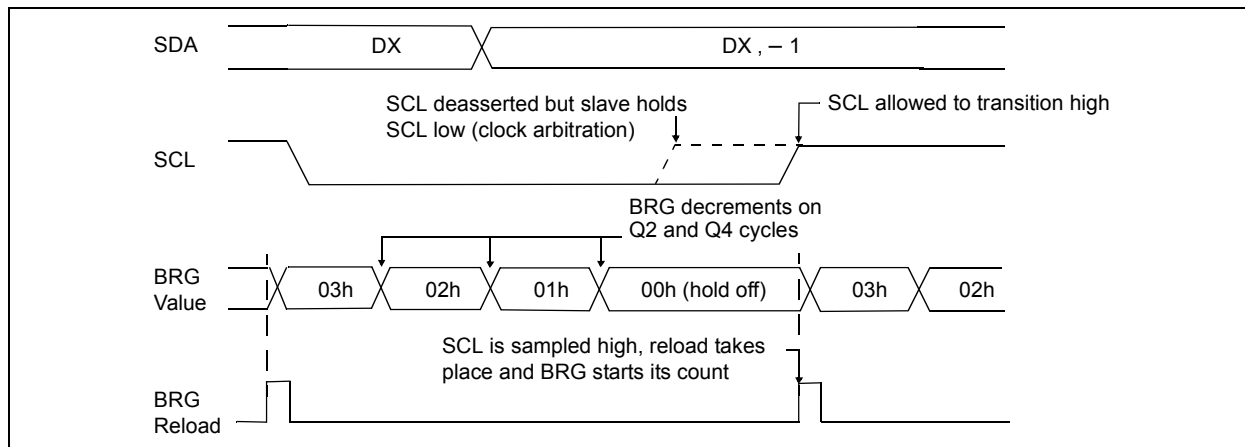 SDA
DX
DX , – 1
SCL deasserted but slave holds
SCL low (clock arbitration)
SCL allowed to transition high
SCL
BRG decrements on
Q2 and Q4 cycles
BRG
Value
03h
02h
01h
00h (hold off)
03h
02h
SCL is sampled high, reload takes
place and BRG starts its count
BRG
Reload